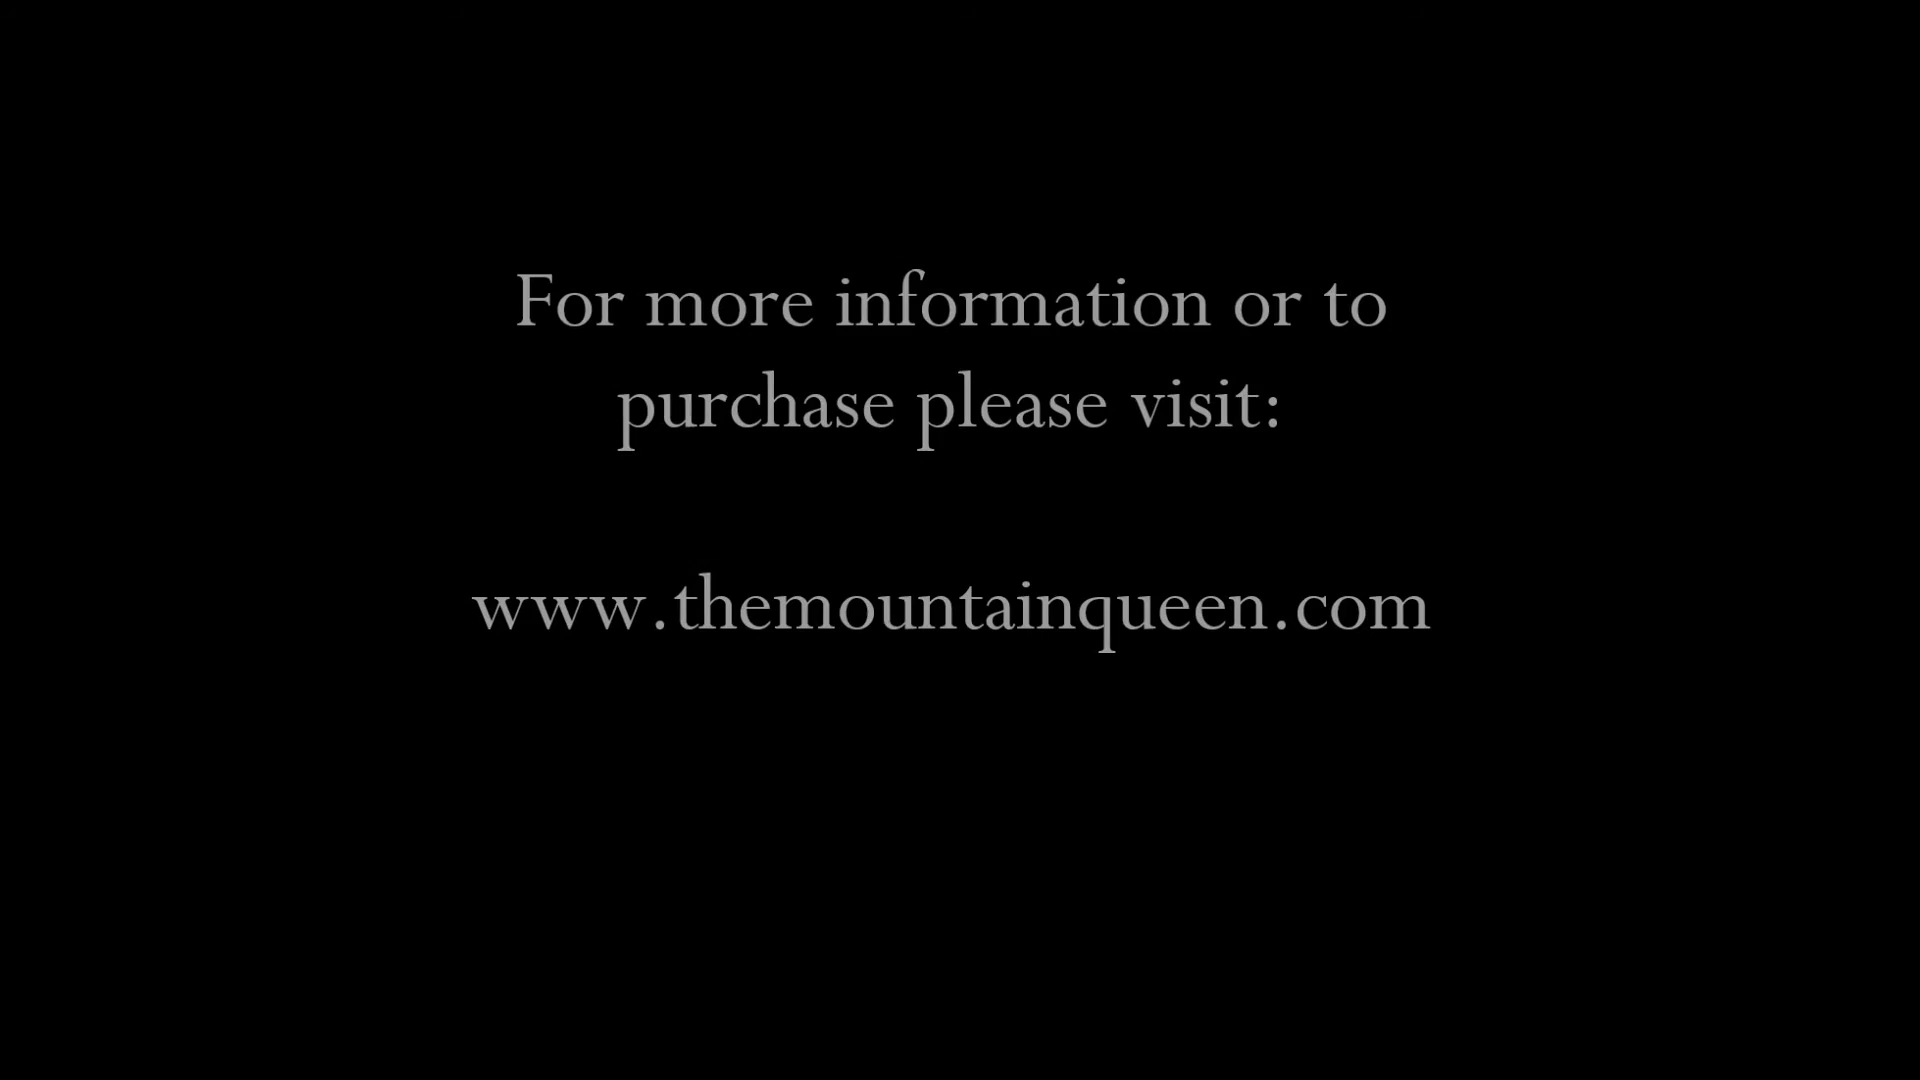 For more information or to
purchase please visit:
www.themountainqueen.com